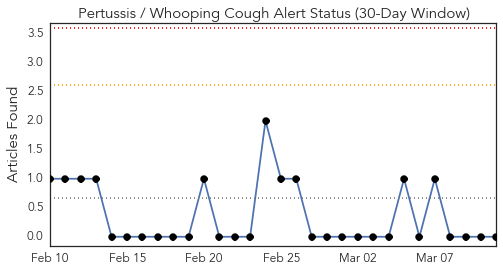 Pertussis / Whooping Cough Alert Status (30-Day Window)
Articles Found
3.5
3.0
2.5
2.0
1.5
1.0
0.5
0.0
Feb 10 Feb 15 Feb 20 Feb 25 Mar 02 Mar 07